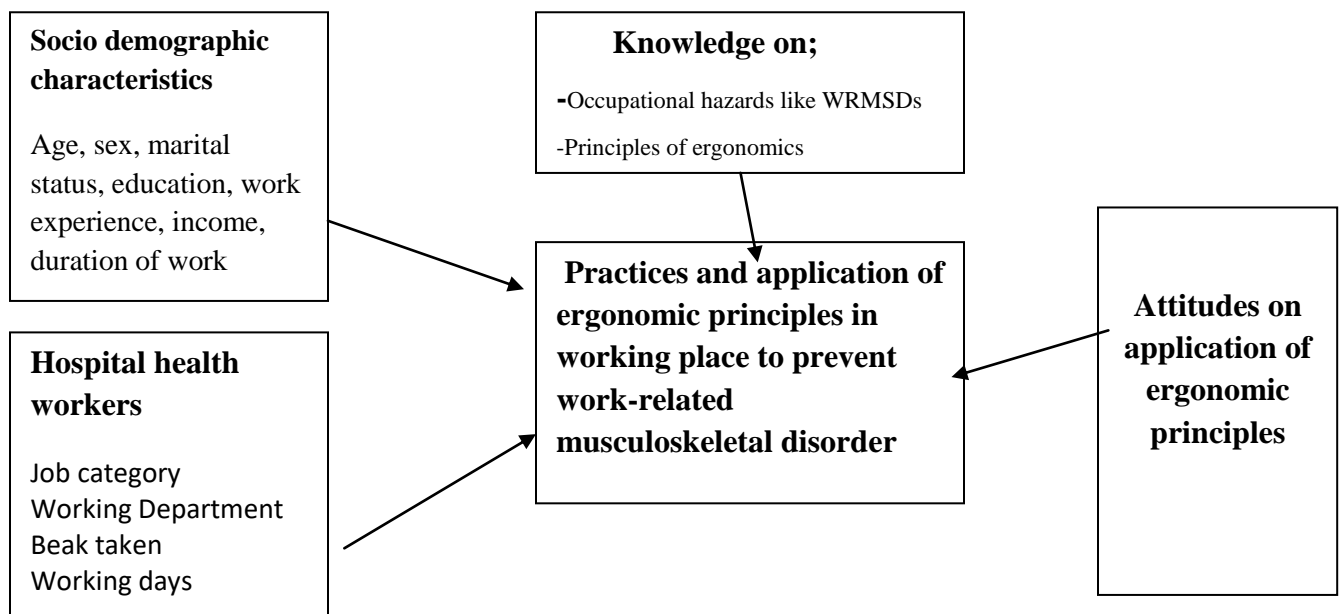 Socio demographic
characteristics
Age, sex, marital
status, education, work
experience, income,
duration of work
Knowledge on;
-Occupational hazards like WRMSDs
-Principles of ergonomics
Hospital health
workers
Job category
Working Department
Beak taken
Working days
Practices and application of
ergonomic principles in
working place to prevent
work-related
musculoskeletal disorder
Attitudes on
application of
ergonomic
principles